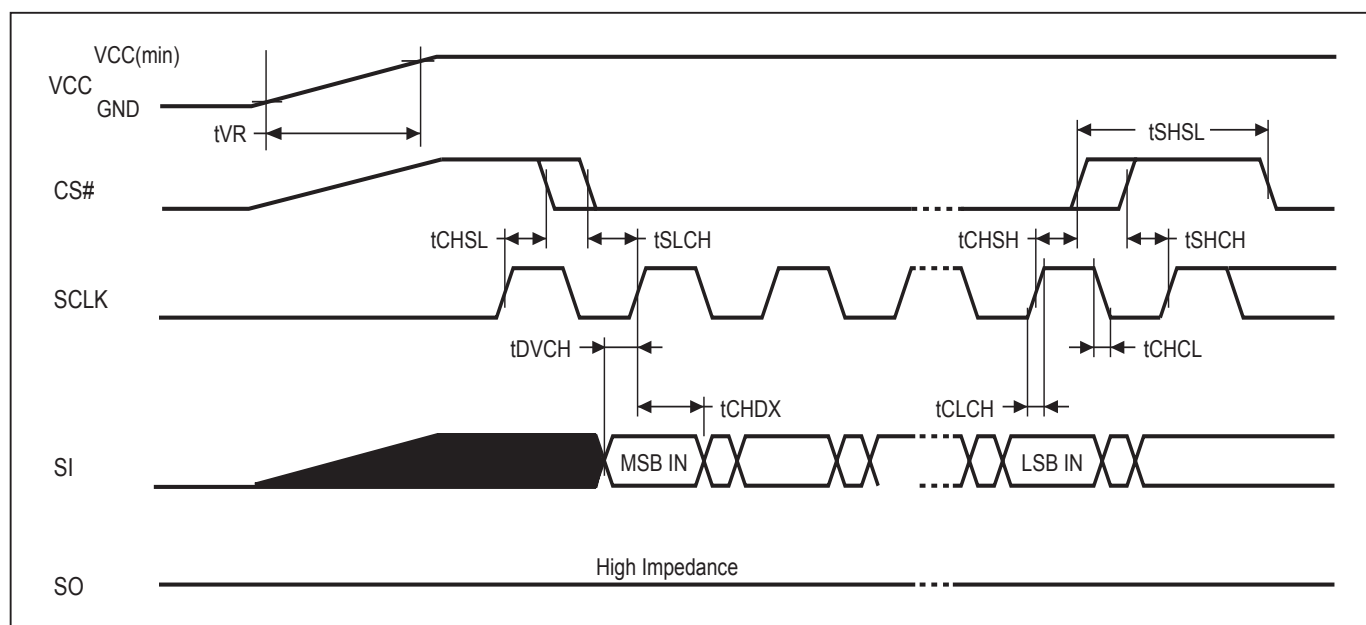 VCC(min)
VCC
GND
tVR
tSHSL
CS#
tCHSL
tSLCH
tCHSH
tSHCH
SCLK
tDVCH
tCHCL
tCHDX
tCLCH
SI
MSB IN
LSB IN
High Impedance
SO